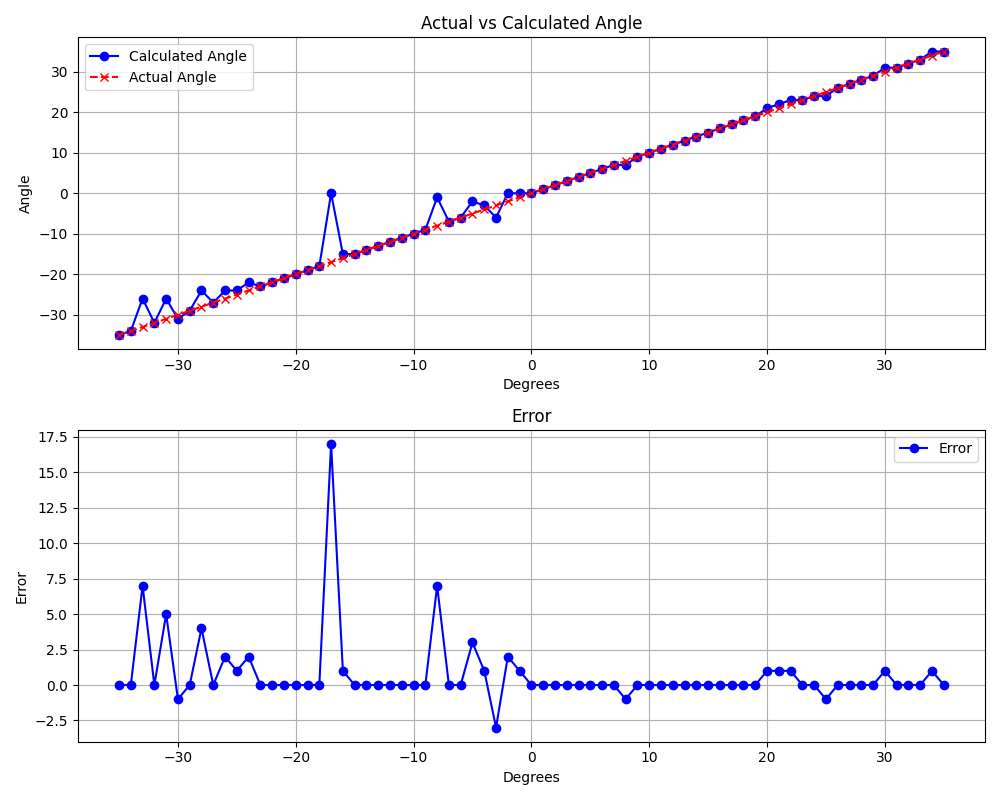 Actual vs Calculated Angle
Calculated Angle
Actual Angle
Angle
30
20
10
0
−10
−20
−30
−30 −20 −10 0 10 20 30
Degrees
Error
Error
Error
17.5
15.0
12.5
10.0
7.5
5.0
2.5
0.0
−2.5
−30 −20 −10 0 10 20 30
Degrees